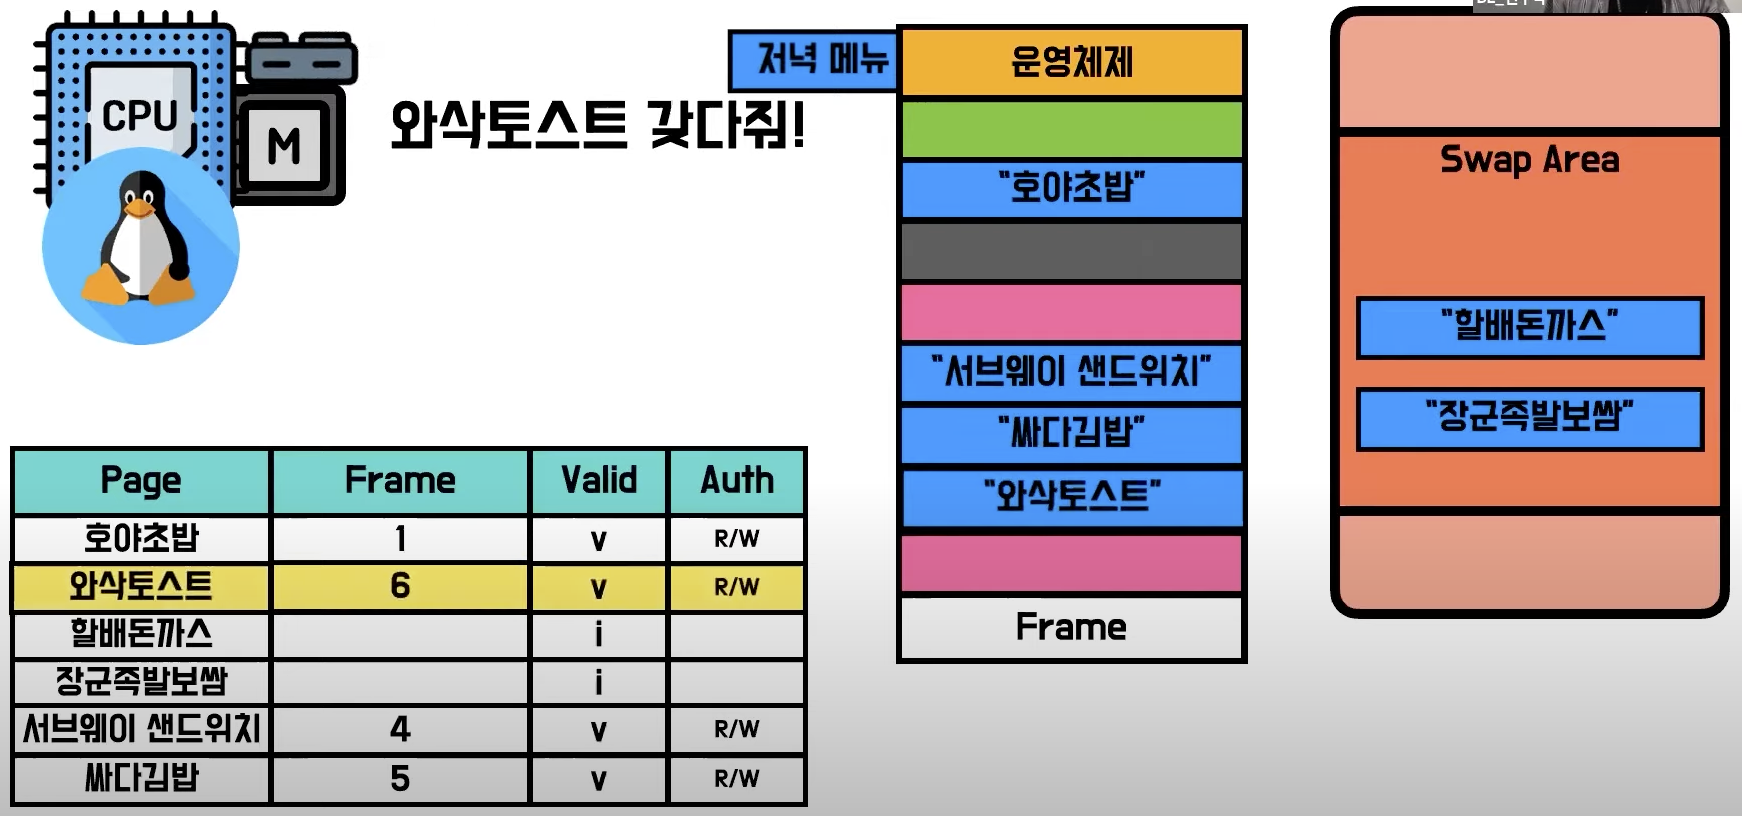 CPU
M
와삭토스트 갖다줘!
저녁 메뉴
운영체제
"호야초밥"
"서브웨이 샌드위치"
"싸다김밥"
"와삭토스트"
Frame
Swap Area
"할배돈까스"
"장군족발보쌈"
Page Frame Valid Auth
호야초밥 1 v R/W
와삭토스트 6 v R/W
할배돈까스 i
장군족발보쌈 i
서브웨이 샌드위치 4 v R/W
싸다김밥 5 v R/W